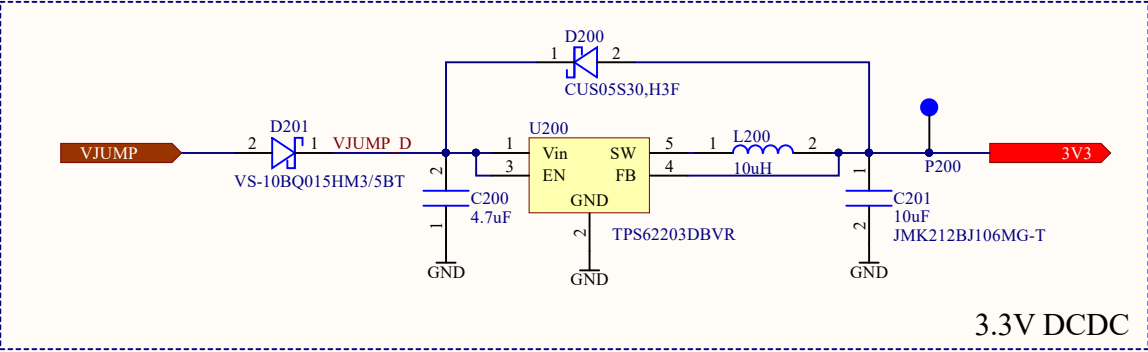 D200
1
2
CUS05S30,H3F
D201
U200
VJUMP
2
1
VJUMP_D
1
Vin
SW
5
1
L200
2
3V3
VS-10BQ015HM3/5BT
3
EN
FB
4
10uH
P200
2
C200
4.7uF
1
GND
GND
2
TPS62203DBVR
1
C201
10uF
JMK212BJ106MG-T
2
GND
GND
3.3V DCDC